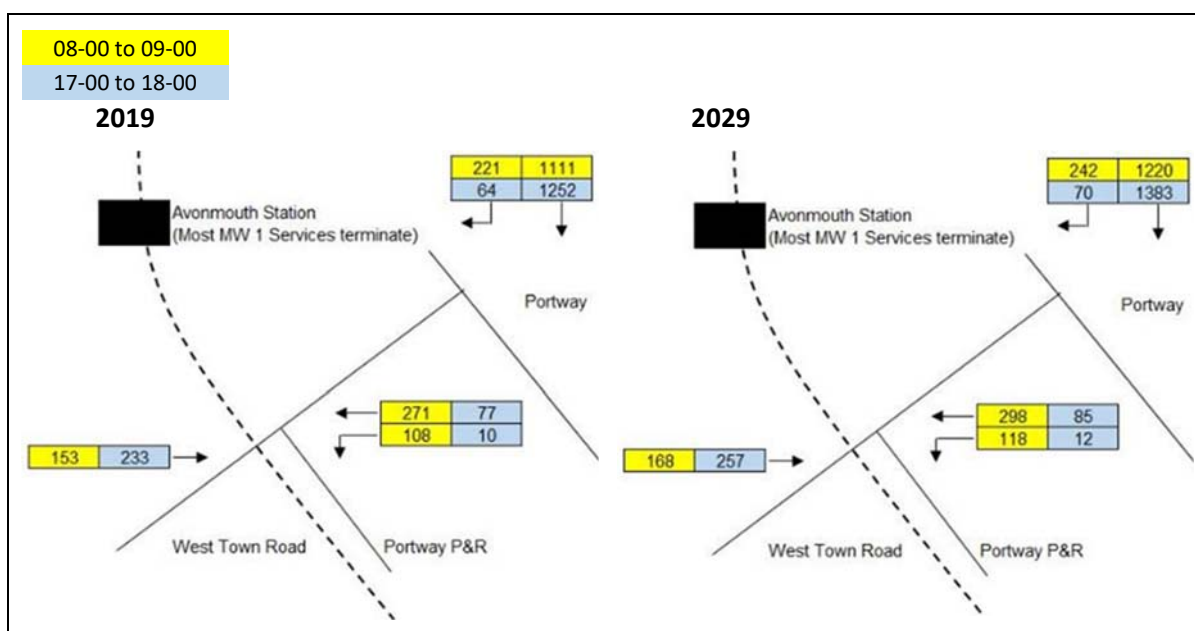 08-00 to 09-00
17-00 to 18-00
2019
221 1111
64 1252
Avonmouth Station
(Most MW 1 Services terminate)
Portway
271 77
108 10
153 233
West Town Road
Portway P&R
2029
242 1220
70 1383
Avonmouth Station
(Most MW 1 Services terminate)
Portway
298 85
118 12
168 257
West Town Road
Portway P&R